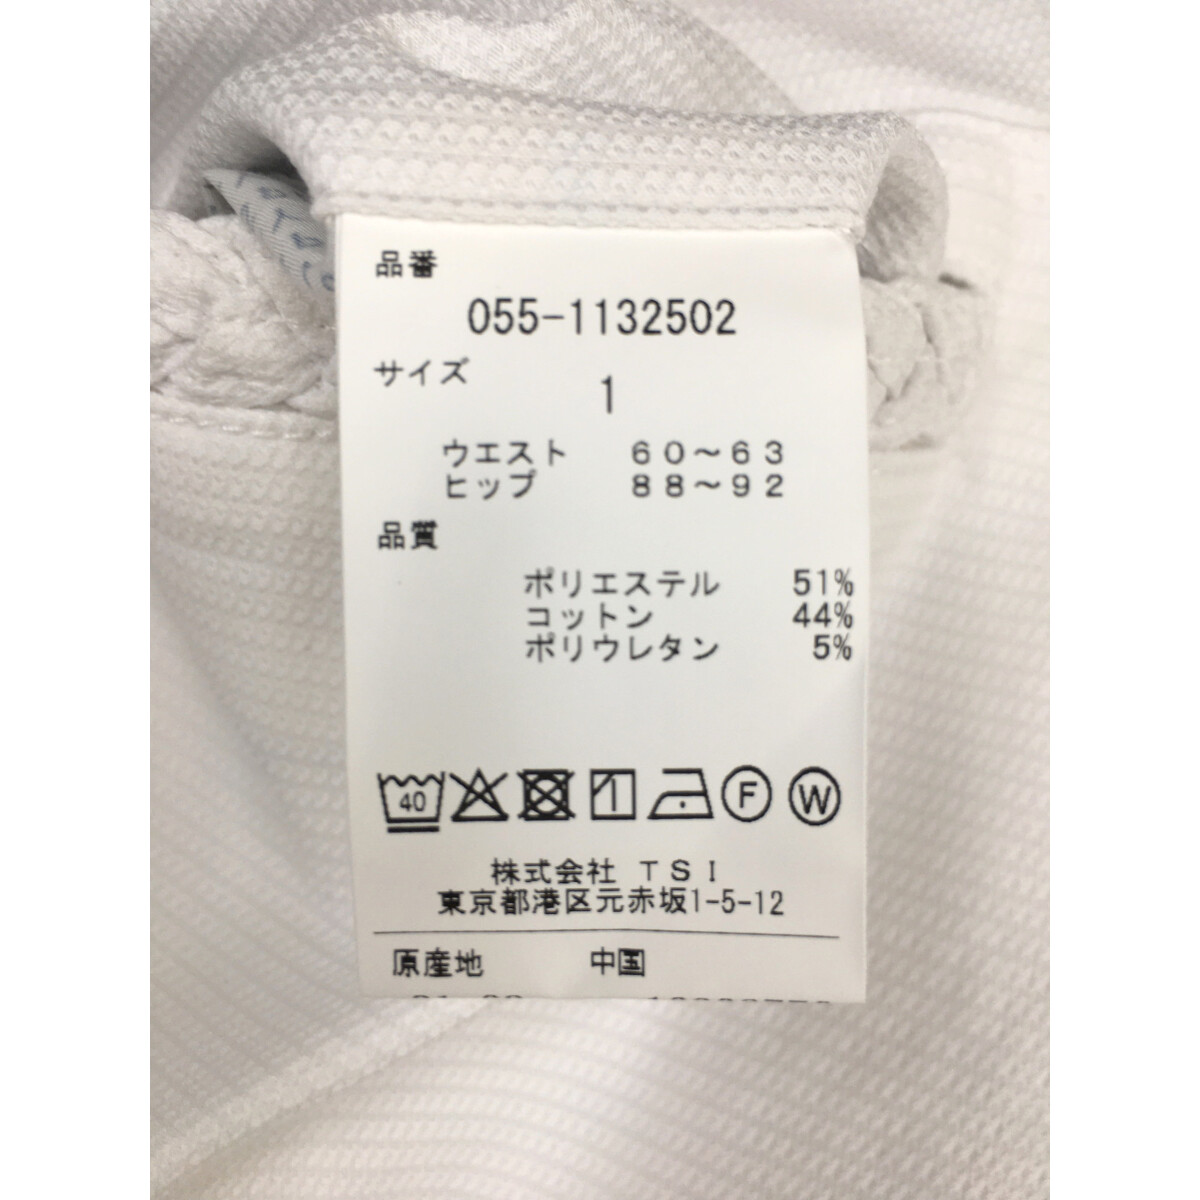 品番
055-1132502
サイズ
1
ウエスト 60～63
ヒップ 88～92
品質
ポリエステル 51%
コットン 44%
ポリウレタン 5%
40 F W
株式会社 TSI
東京都港区元赤坂1-5-12
原産地 中国